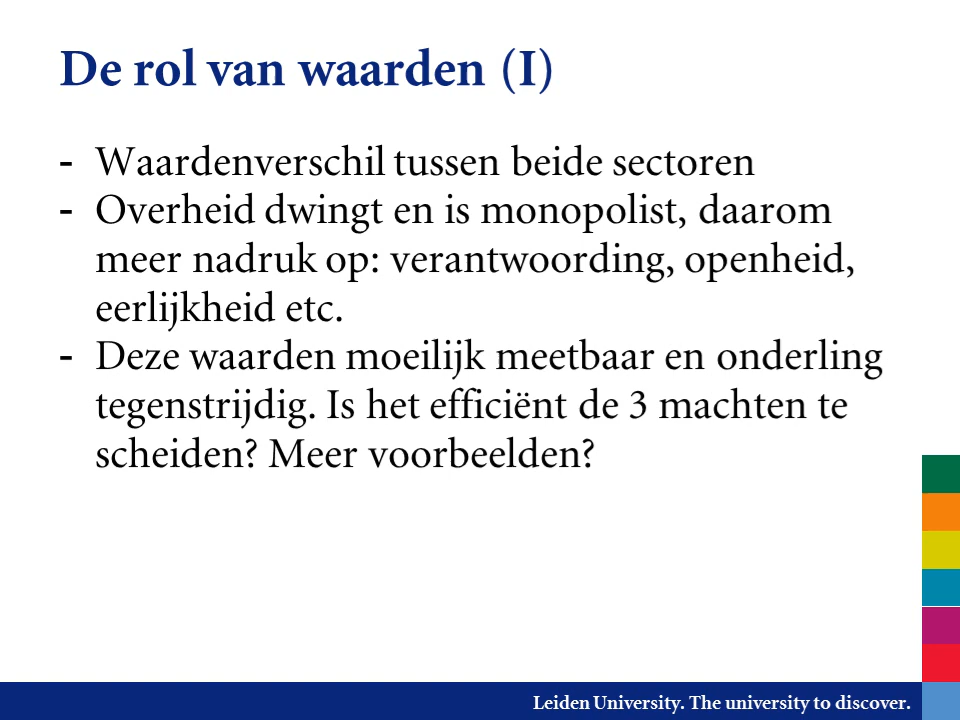 De rol van waarden (I)
- Waardenverschil tussen beide sectoren
- Overheid dwingt en is monopolist, daarom
meer nadruk op: verantwoording, openheid,
eerlijkheid etc.
- Deze waarden moeilijk meetbaar en onderling
tegenstrijdig. Is het efficiënt de 3 machten te
scheiden? Meer voorbeelden?
Leiden University. The university to discover.